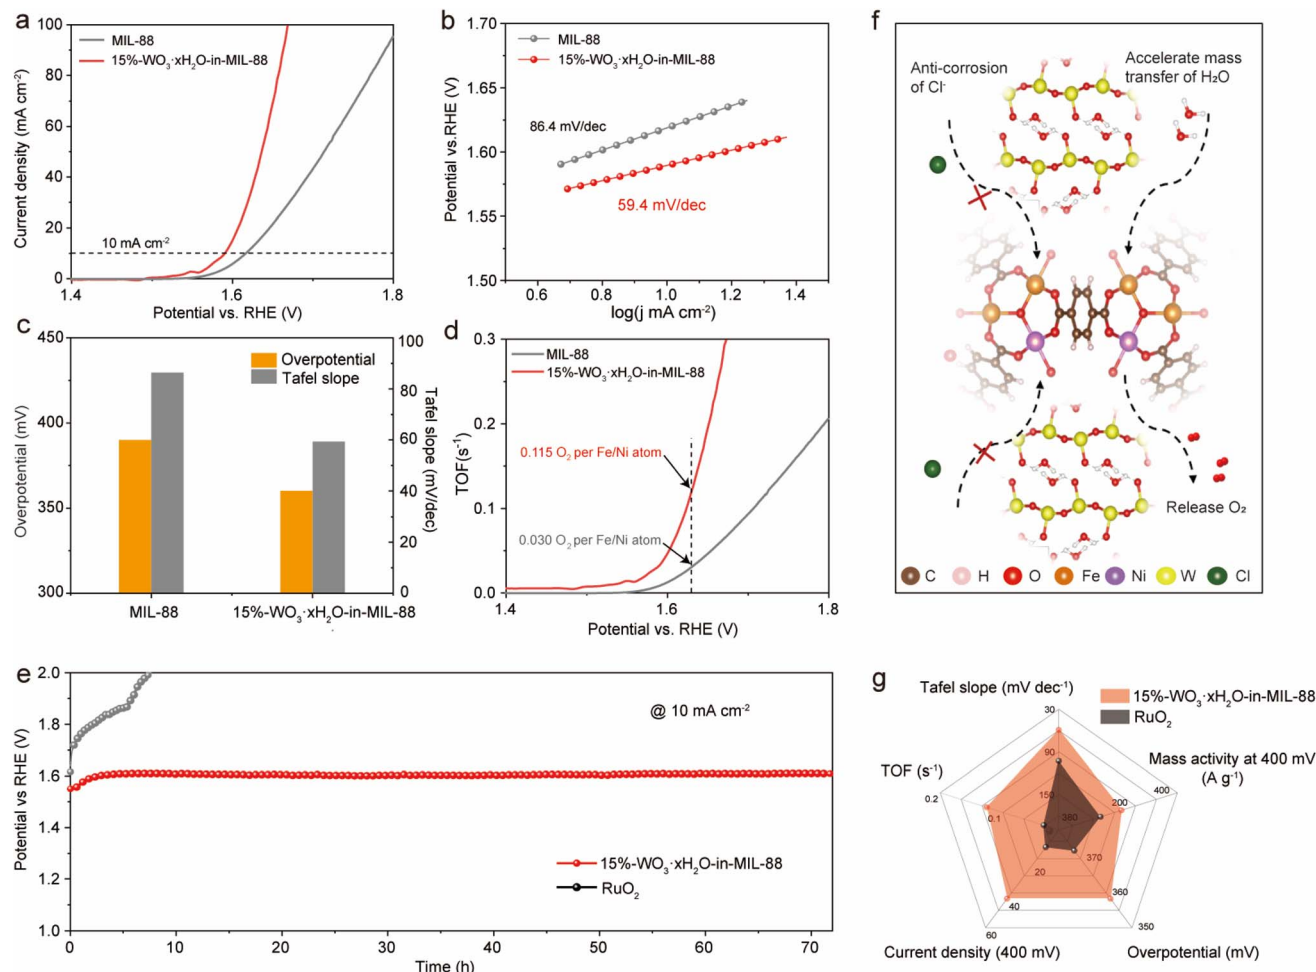 a
100
80
60
40
20
0
MIL-88
15%-WO₃·xH₂O-in-MIL-88
10 mA cm⁻²
1.4
1.6
1.8
Current density (mA cm⁻²)
Potential vs. RHE (V)
b
1.70
1.65
1.60
1.55
1.50
MIL-88
15%-WO₃·xH₂O-in-MIL-88
86.4 mV/dec
59.4 mV/dec
0.6
0.8
1.0
1.2
1.4
Potential vs.RHE (V)
log(j mA cm⁻²)
c
450
400
350
300
Overpotential
Tafel slope
100
80
60
40
20
0
Overpotential (mV)
Tafel slope (mV/dec)
MIL-88
15%-WO₃·xH₂O-in-MIL-88
d
0.3
0.2
0.1
0.0
MIL-88
15%-WO₃·xH₂O-in-MIL-88
0.115 O₂ per Fe/Ni atom
0.030 O₂ per Fe/Ni atom
1.4
1.6
1.8
TOF(s⁻¹)
Potential vs. RHE (V)
e
2.0
1.8
1.6
1.4
1.2
1.0
@ 10 mA cm⁻²
15%-WO₃·xH₂O-in-MIL-88
RuO₂
0
10
20
30
40
50
60
70
Potential vs RHE (V)
Time (h)
f
Anti-corrosion
of Cl⁻
Accelerate mass
transfer of H₂O
Release O₂
C
H
O
Fe
Ni
W
Cl
g
Tafel slope (mV dec⁻¹)
15%-WO₃·xH₂O-in-MIL-88
RuO₂
30
90
150
Mass activity at 400 mV
(A g⁻¹)
400
200
TOF (s⁻¹)
0.2
0.1
380
370
360
350
20
40
60
Current density (400 mV)
Overpotential (mV)